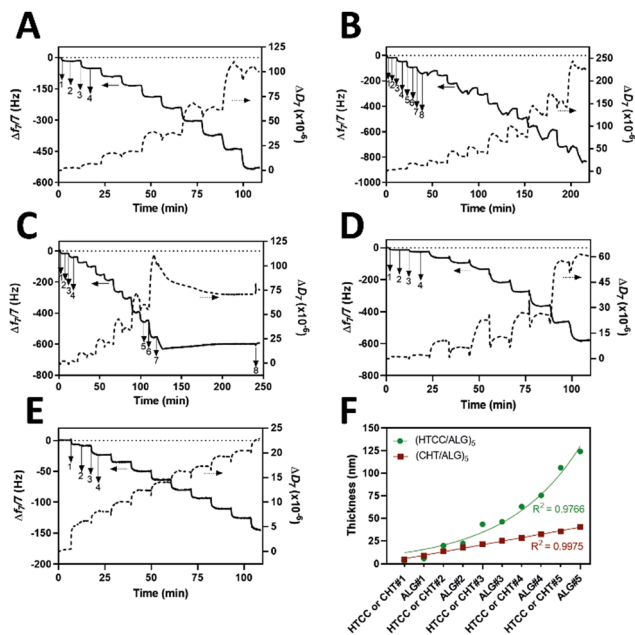 A
Δf₇/7 (Hz)
0
-150
-300
-450
-600
1
2
3
4
125
100
75
50
25
0
ΔD₇ (x10⁻⁶)
0 25 50 75 100
Time (min)
B
Δf₇/7 (Hz)
0
-200
-400
-600
-800
-1000
1
2
3
4
5
6
7
8
250
200
150
100
50
0
ΔD₇ (x10⁻⁶)
0 50 100 150 200
Time (min)
C
Δf₇/7 (Hz)
0
-200
-400
-600
-800
1
2
3
4
5
6
7
8
125
100
75
50
25
0
ΔD₇ (x10⁻⁶)
0 50 100 150 200 250
Time (min)
D
Δf₇/7 (Hz)
0
-200
-400
-600
-800
1
2
3
4
60
40
20
0
ΔD₇ (x10⁻⁶)
0 25 50 75 100
Time (min)
E
Δf₇/7 (Hz)
0
-50
-100
-150
-200
1
2
3
4
25
20
15
10
5
0
ΔD₇ (x10⁻⁶)
0 20 40 60 80 100
Time (min)
F
Thickness (nm)
150
125
100
75
50
25
0
(HTCC/ALG)₅
(CHT/ALG)₅
R² = 0.9766
R² = 0.9975
HTCC or CHT#1
ALG#1
HTCC or CHT#2
ALG#2
HTCC or CHT#3
ALG#3
HTCC or CHT#4
ALG#4
HTCC or CHT#5
ALG#5